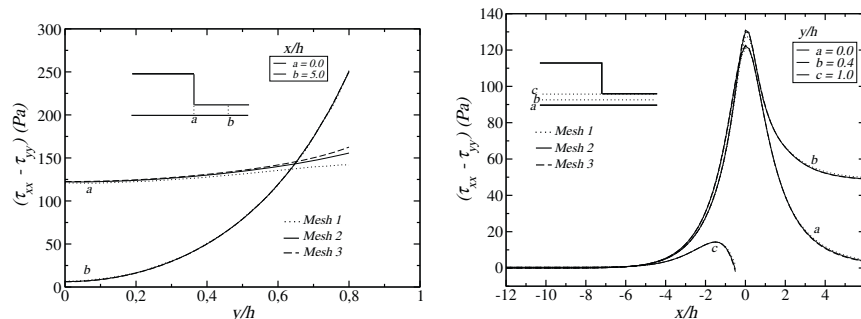 (τxx - τyy) (Pa)
300
250
200
150
100
50
0
0
0,2
0,4
0,6
0,8
1
y/h
x/h
a = 0.0
b = 5.0
a
b
a
b
Mesh 1
Mesh 2
Mesh 3
(τxx - τyy) (Pa)
140
120
100
80
60
40
20
0
-12
-10
-8
-6
-4
-2
0
2
4
x/h
y/h
a = 0.0
b = 0.4
c = 1.0
c
b
a
Mesh 1
Mesh 2
Mesh 3
b
a
c